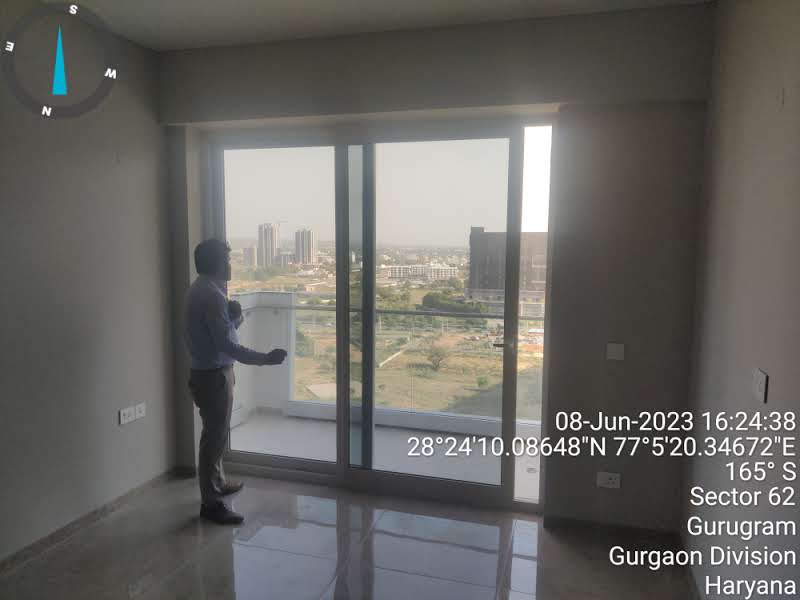 S
E
W
N
08-Jun-2023 16:24:38
28°24'10.08648"N 77°5'20.34672"E
165° S
Sector 62
Gurugram
Gurgaon Division
Haryana